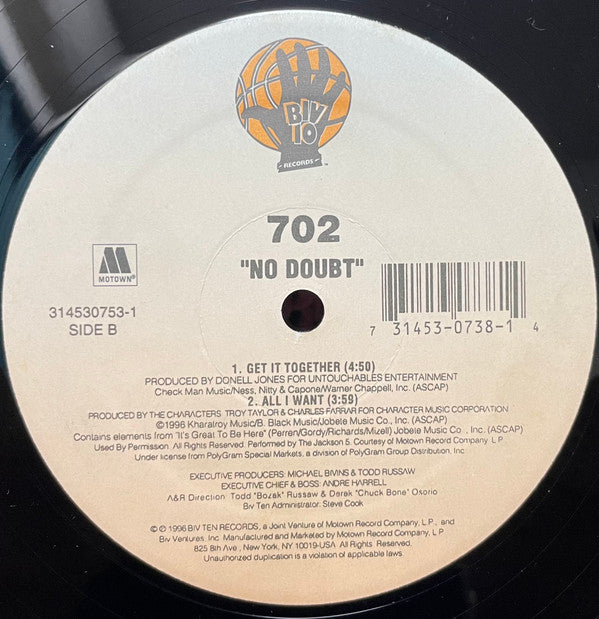 BIV
10
RECORDS
TM
702
"NO DOUBT"
MOTOWN®
314530753-1
SIDE B
7 31453-0738-1 4
1. GET IT TOGETHER (4:50)
PRODUCED BY DONELL JONES FOR UNTOUCHABLES ENTERTAINMENT
Check Man Music/Ness, Nitty & Capone/Warner Chappell, Inc. (ASCAP)
2. ALL I WANT (3:59)
PRODUCED BY THE CHARACTERS, TROY TAYLOR & CHARLES FARRAR FOR CHARACTER MUSIC CORPORATION
©1996 Kharatroy Music/B. Black Music/Jobete Music Co., Inc. (ASCAP)
Contains elements from "It's Great To Be Here" (Perren/Gordy/Richards/Mizell) Jobete Music Co., Inc. (ASCAP)
Used By Permission. All Rights Reserved. Performed by The Jackson 5. Courtesy of Motown Record Company, L.P.
Under license from PolyGram Special Markets, a division of PolyGram Group Distribution, Inc.
EXECUTIVE PRODUCERS: MICHAEL BIVINS & TODD RUSSAW
EXECUTIVE CHIEF & BOSS: ANDRE HARRELL
A&R Direction: Todd "Bozak" Russaw & Derek "Chuck Bone" Osorio
Biv Ten Administrator: Steve Cook
℗ © 1996 BIV TEN RECORDS, a Joint Venture of Motown Record Company, L.P., and
Biv Ventures, Inc. Manufactured and Marketed by Motown Record Company, L.P.
825 8th Ave., New York, NY 10019-USA. All Rights Reserved.
Unauthorized duplication is a violation of applicable laws.